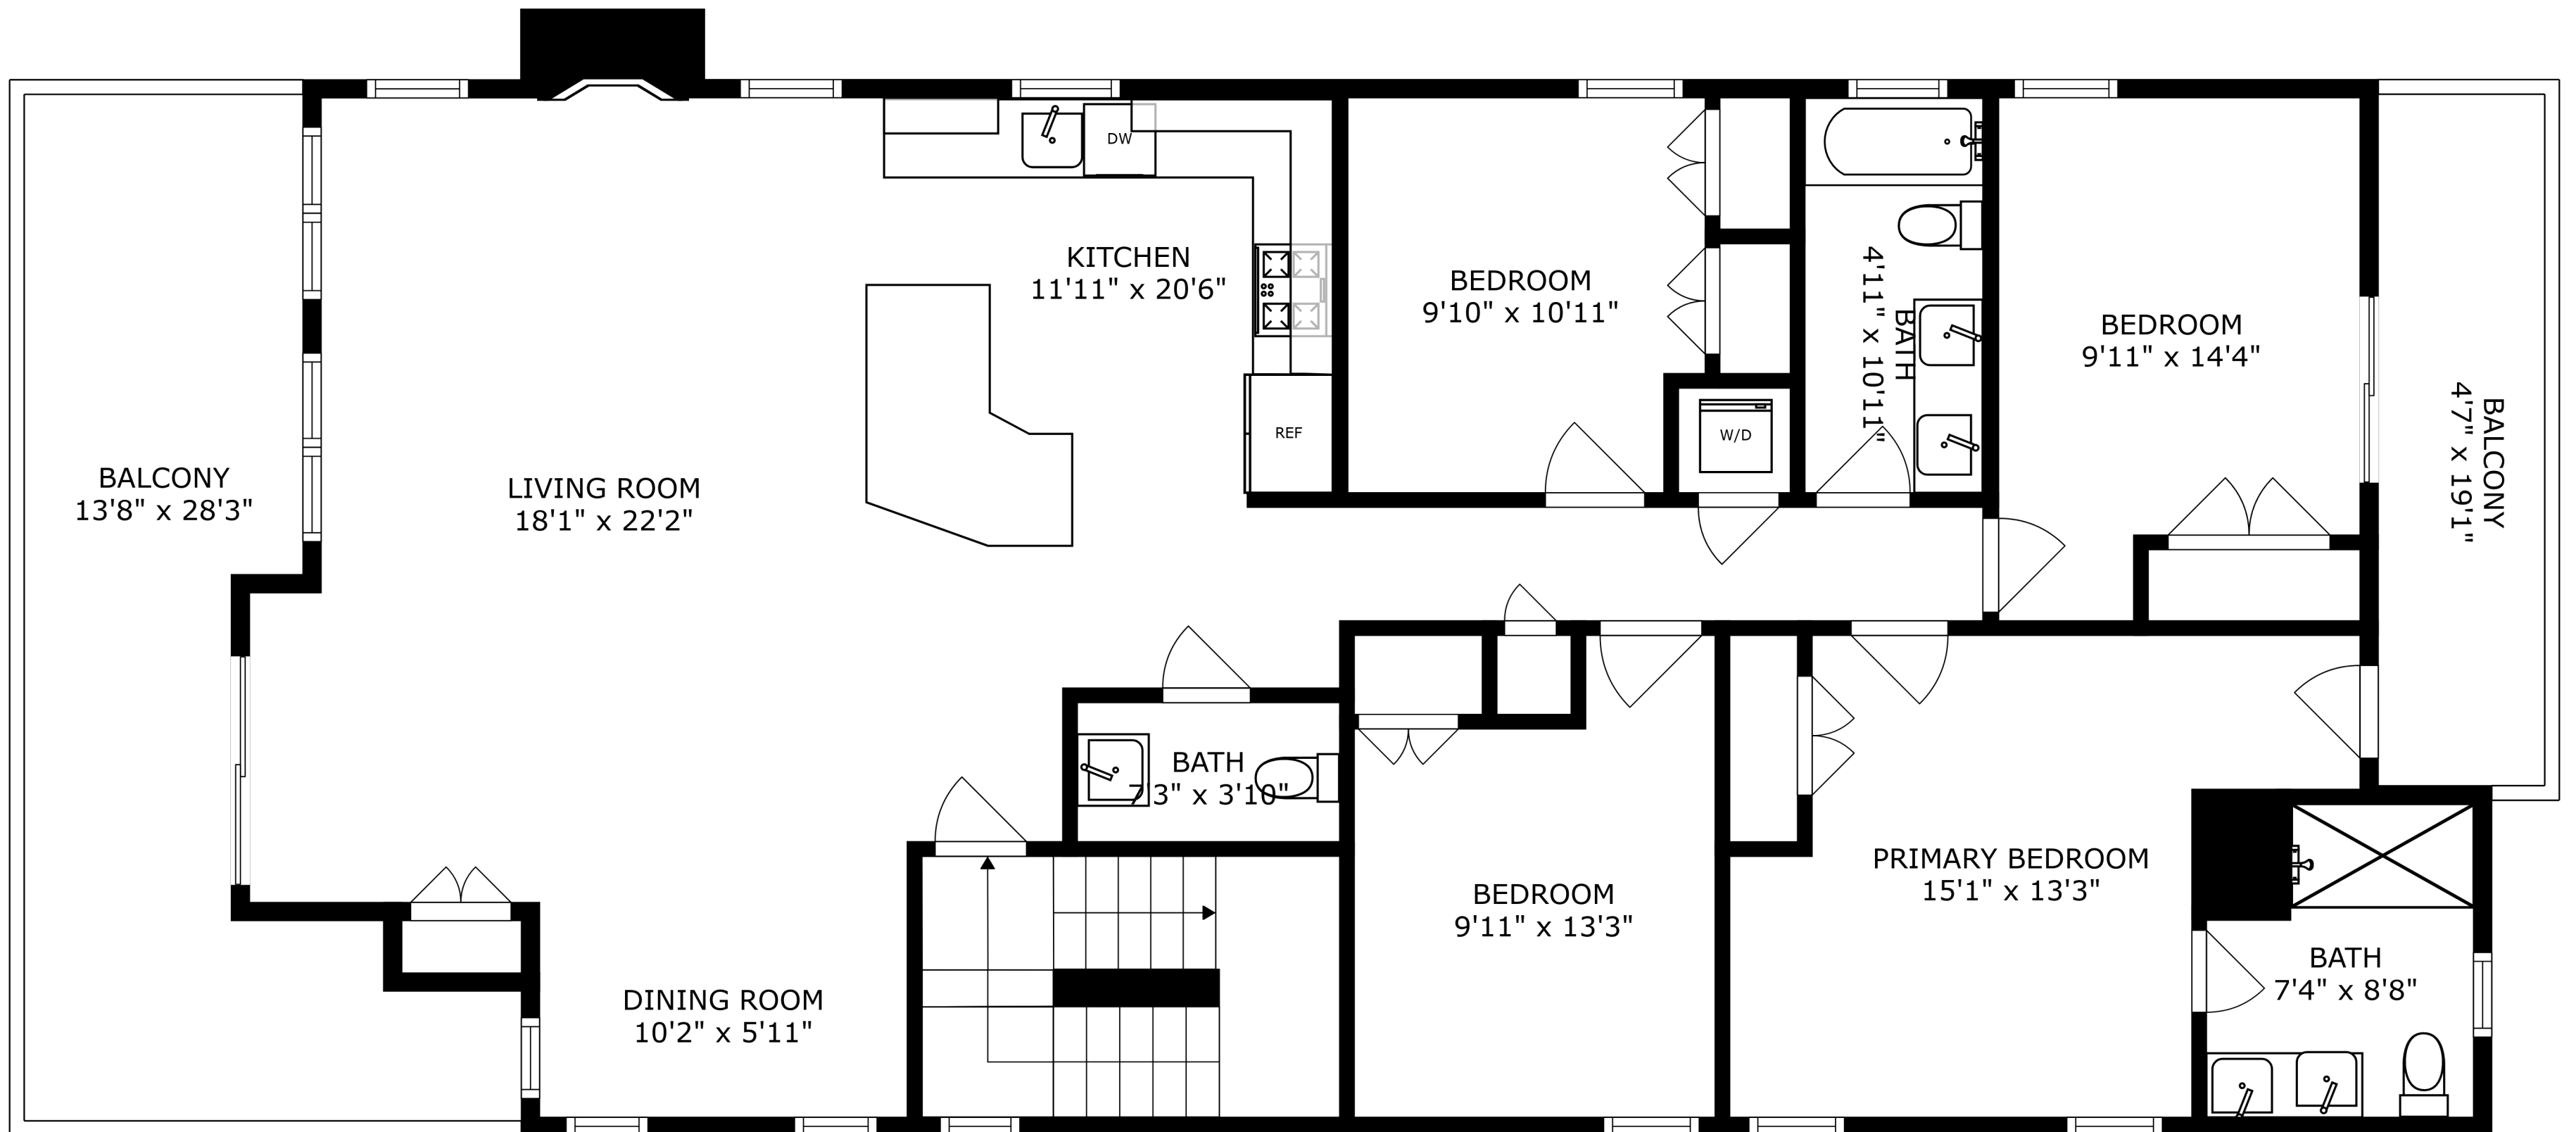 DW
KITCHEN
11'11" x 20'6"
BEDROOM
9'10" x 10'11"
BATH
4'11" x 10'11"
BEDROOM
9'11" x 14'4"
BALCONY
4'7" x 19'1"
REF
W/D
BALCONY
13'8" x 28'3"
LIVING ROOM
18'1" x 22'2"
BATH
7'3" x 3'10"
BEDROOM
9'11" x 13'3"
PRIMARY BEDROOM
15'1" x 13'3"
BATH
7'4" x 8'8"
DINING ROOM
10'2" x 5'11"